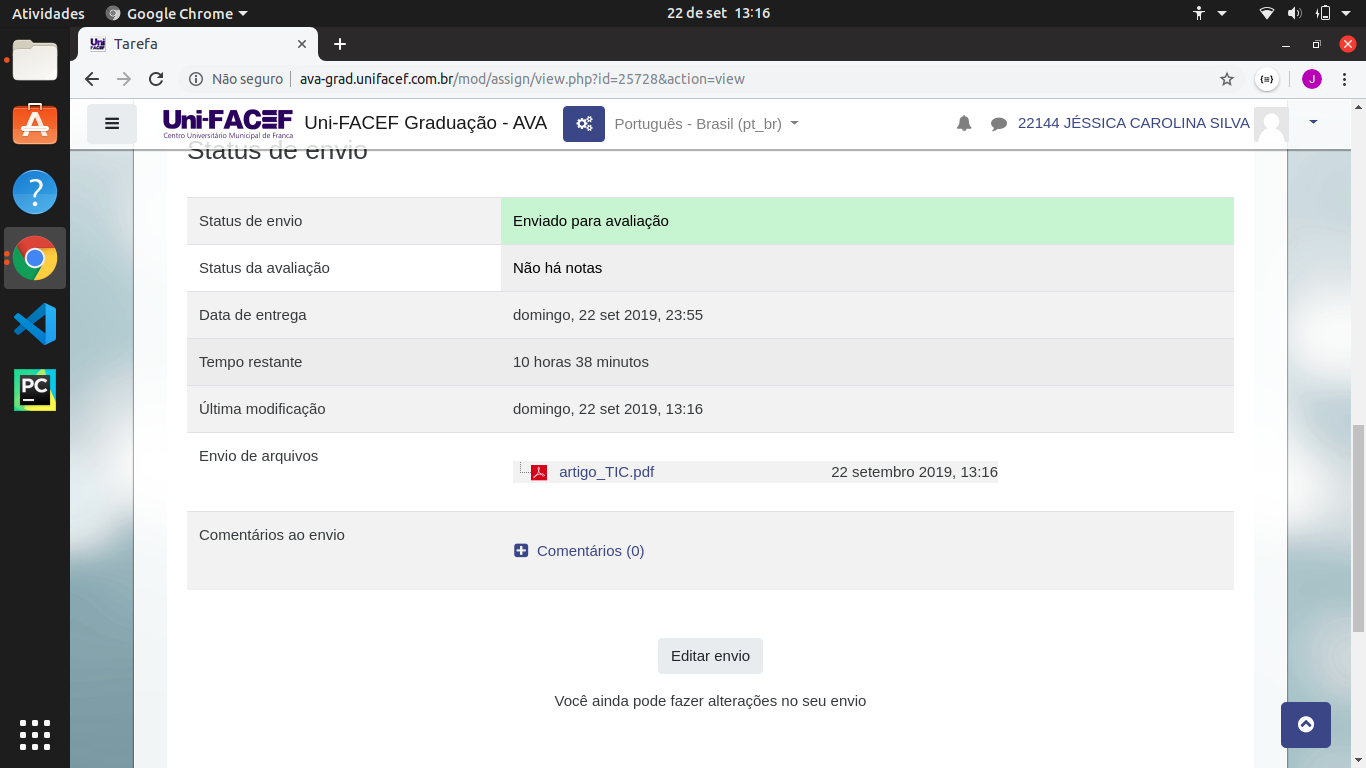 Atividades Google Chrome 22 de set 13:16
Uni FACEF Tarefa
Não seguro ava-grad.unifacef.com.br/mod/assign/view.php?id=25728&action=view J
Uni-FACEF Centro Universitário Municipal de Franca Uni-FACEF Graduação - AVA Português - Brasil (pt_br) 22144 JÉSSICA CAROLINA SILVA
Status de envio
Status de envio Enviado para avaliação
Status da avaliação Não há notas
Data de entrega domingo, 22 set 2019, 23:55
Tempo restante 10 horas 38 minutos
Última modificação domingo, 22 set 2019, 13:16
Envio de arquivos
artigo_TIC.pdf 22 setembro 2019, 13:16
Comentários ao envio
Comentários (0)
Editar envio
Você ainda pode fazer alterações no seu envio
PC